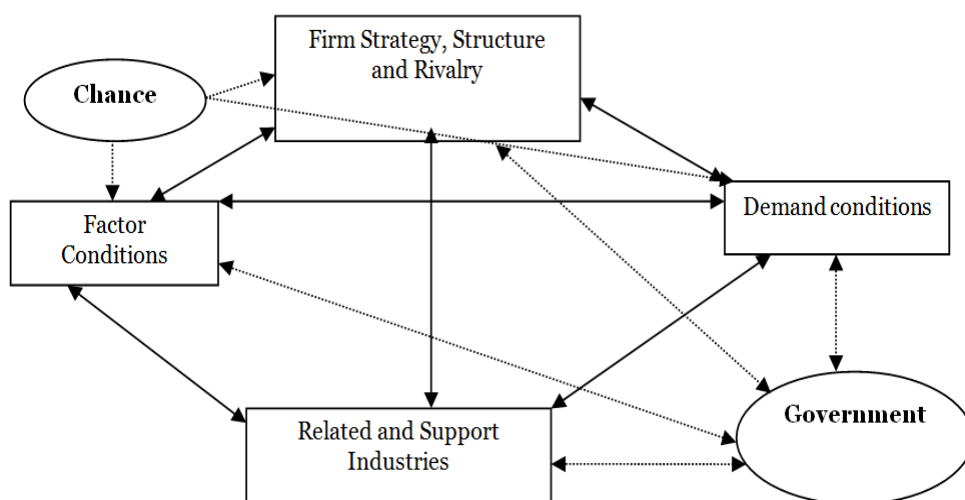 Firm Strategy, Structure
and Rivalry
Chance
Factor
Conditions
Demand conditions
Related and Support
Industries
Government